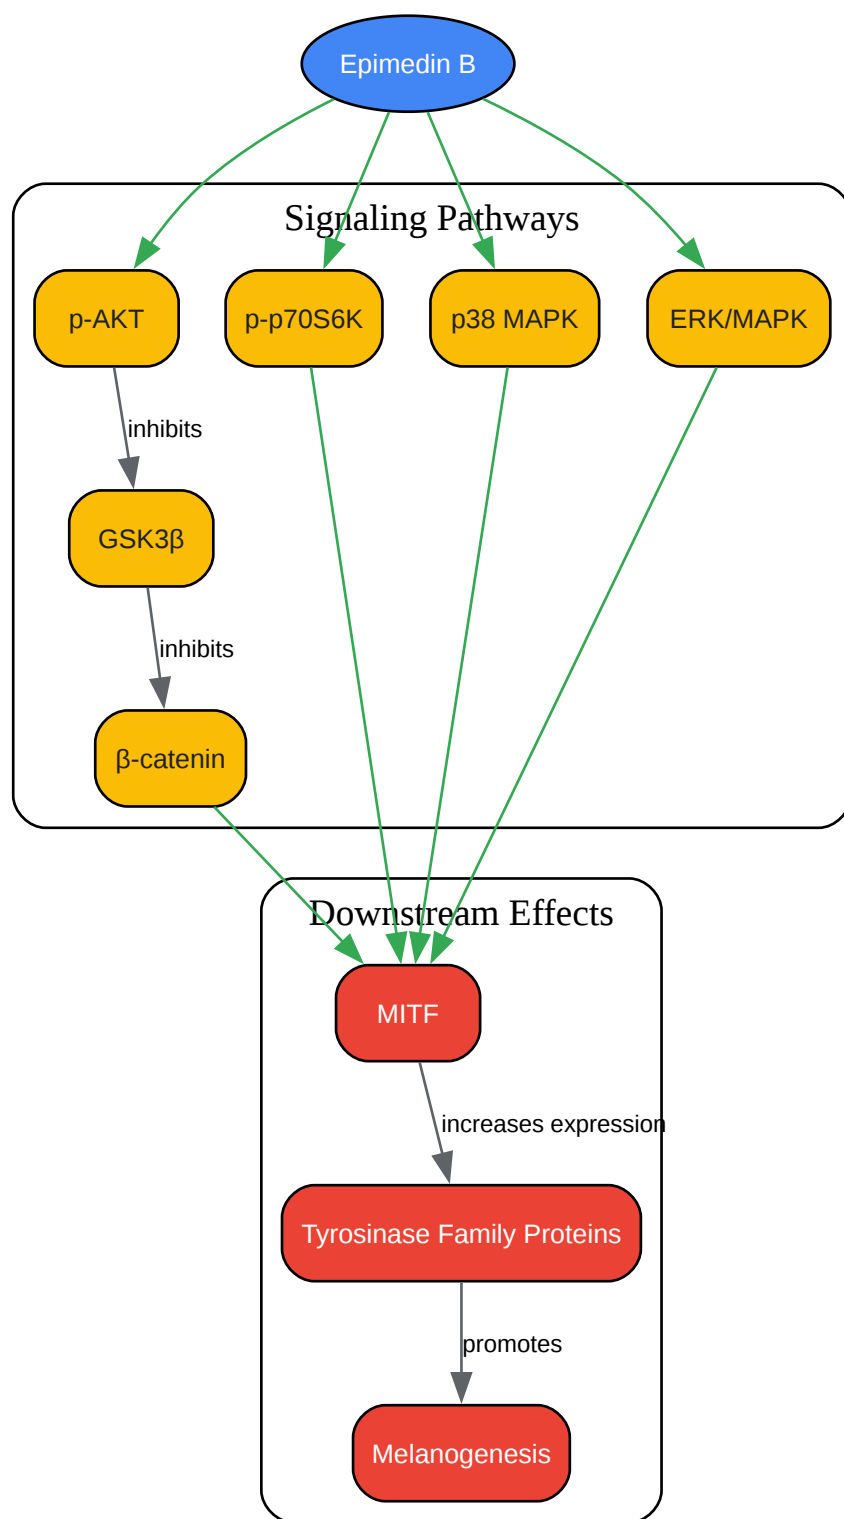 Epimedin B
Signaling Pathways
p-AKT
p-p70S6K
p38 MAPK
ERK/MAPK
inhibits
GSK3β
inhibits
β-catenin
Downstream Effects
MITF
increases expression
Tyrosinase Family Proteins
promotes
Melanogenesis